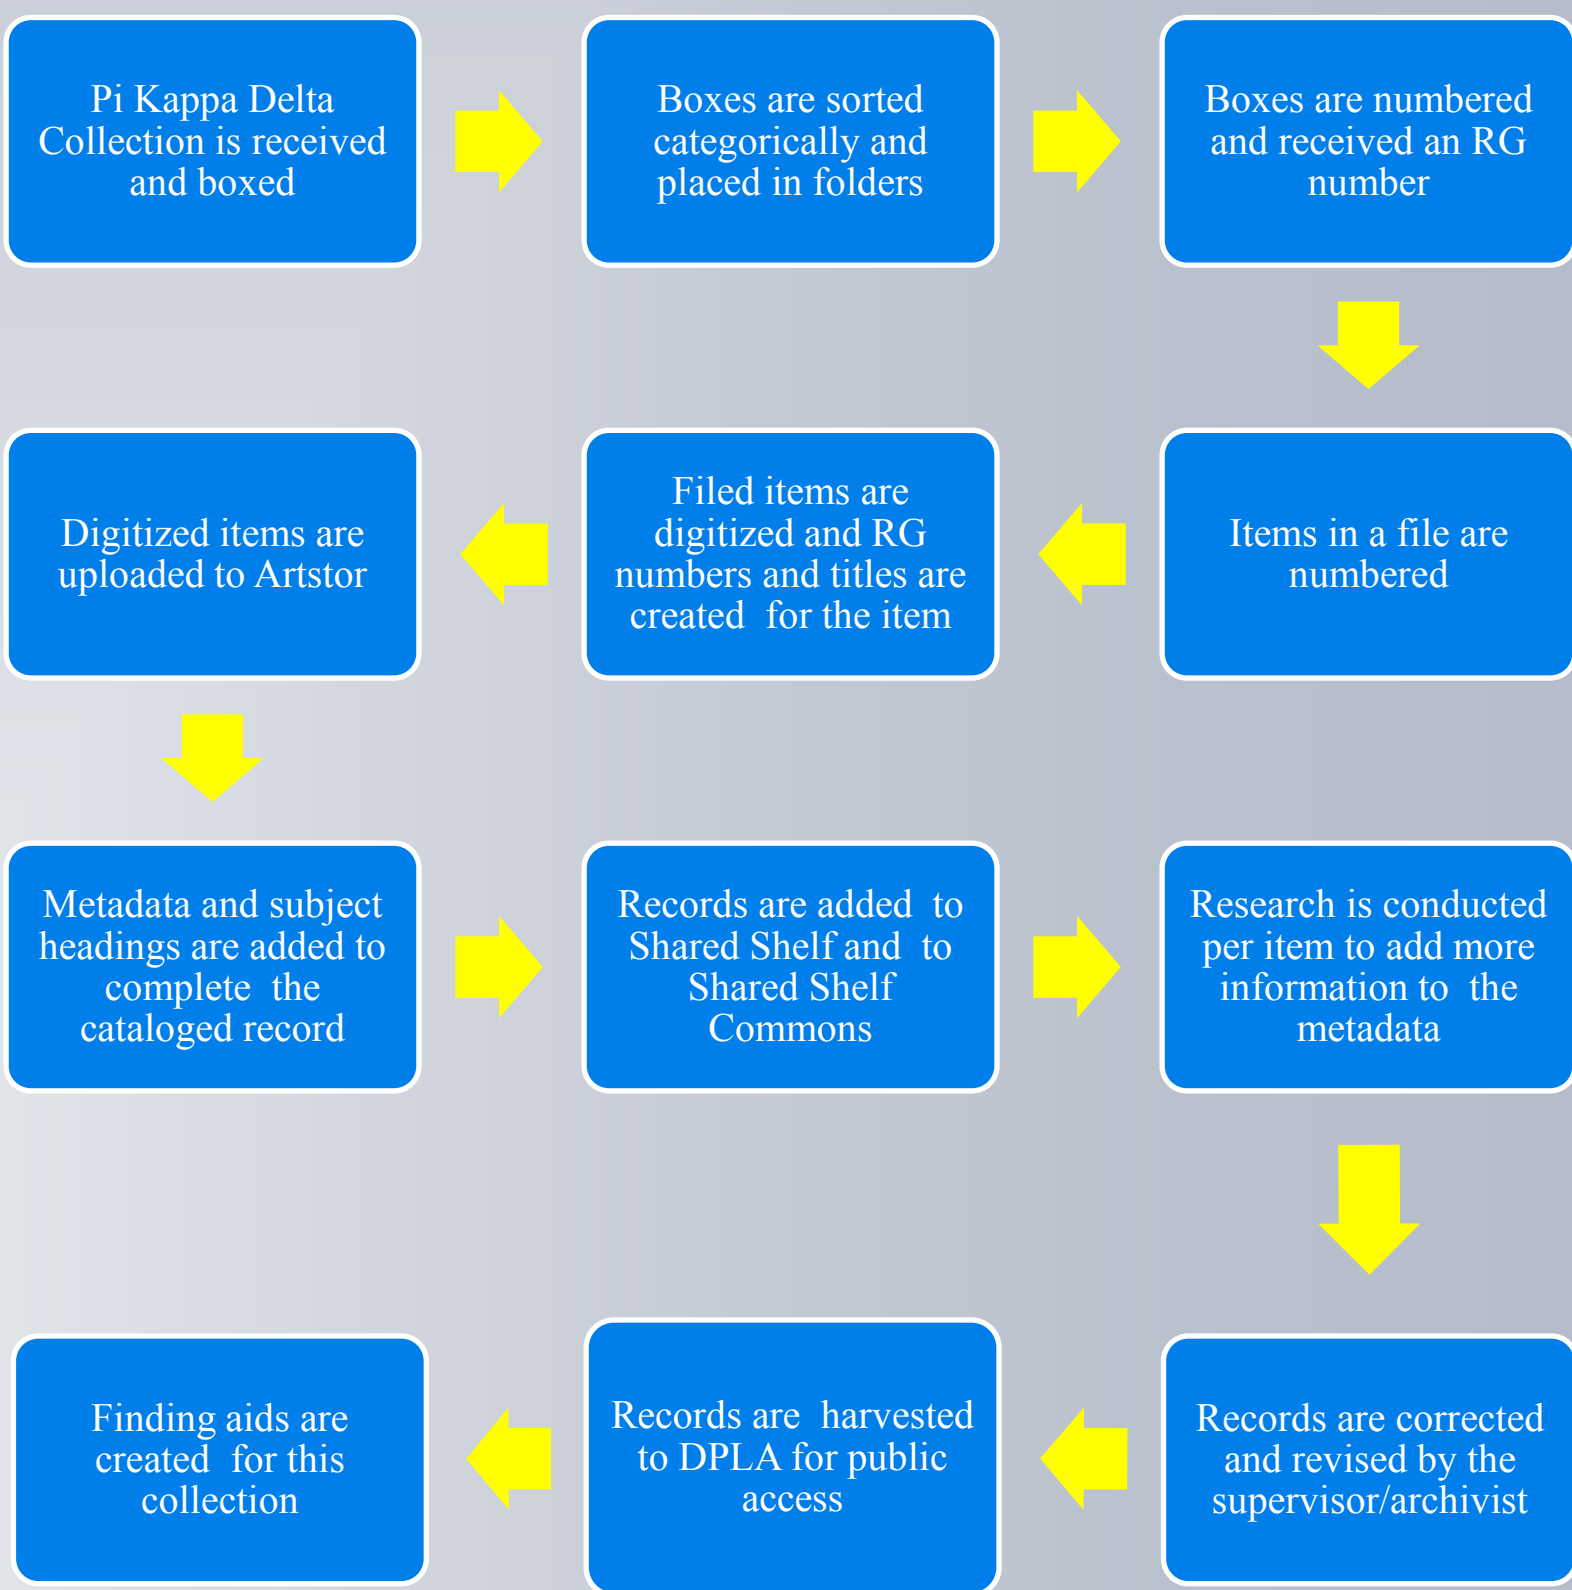 Pi Kappa Delta
Collection is received
and boxed
Boxes are sorted
categorically and
placed in folders
Boxes are numbered
and received an RG
number
Items in a file are
numbered
Filed items are
digitized and RG
numbers and titles are
created for the item
Digitized items are
uploaded to Artstor
Metadata and subject
headings are added to
complete the
cataloged record
Records are added to
Shared Shelf and to
Shared Shelf
Commons
Research is conducted
per item to add more
information to the
metadata
Records are corrected
and revised by the
supervisor/archivist
Records are harvested
to DPLA for public
access
Finding aids are
created for this
collection